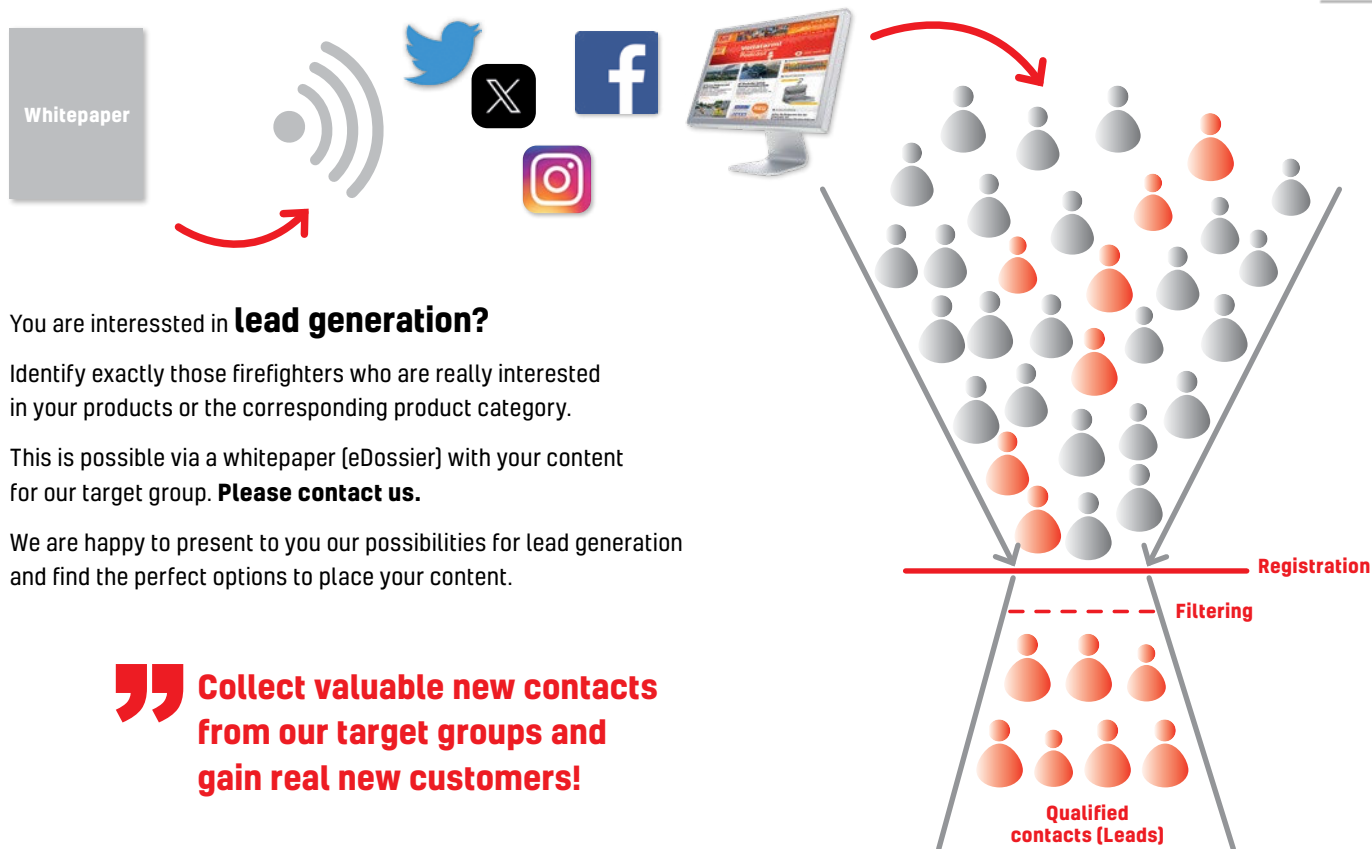 Whitepaper
You are interessted in lead generation?
Identify exactly those firefighters who are really interested
in your products or the corresponding product category.
This is possible via a whitepaper (eDossier) with your content
for our target group. Please contact us.
We are happy to present to you our possibilities for lead generation
and find the perfect options to place your content.
” Collect valuable new contacts
from our target groups and
gain real new customers!
Registration
Filtering
Qualified
contacts (Leads)